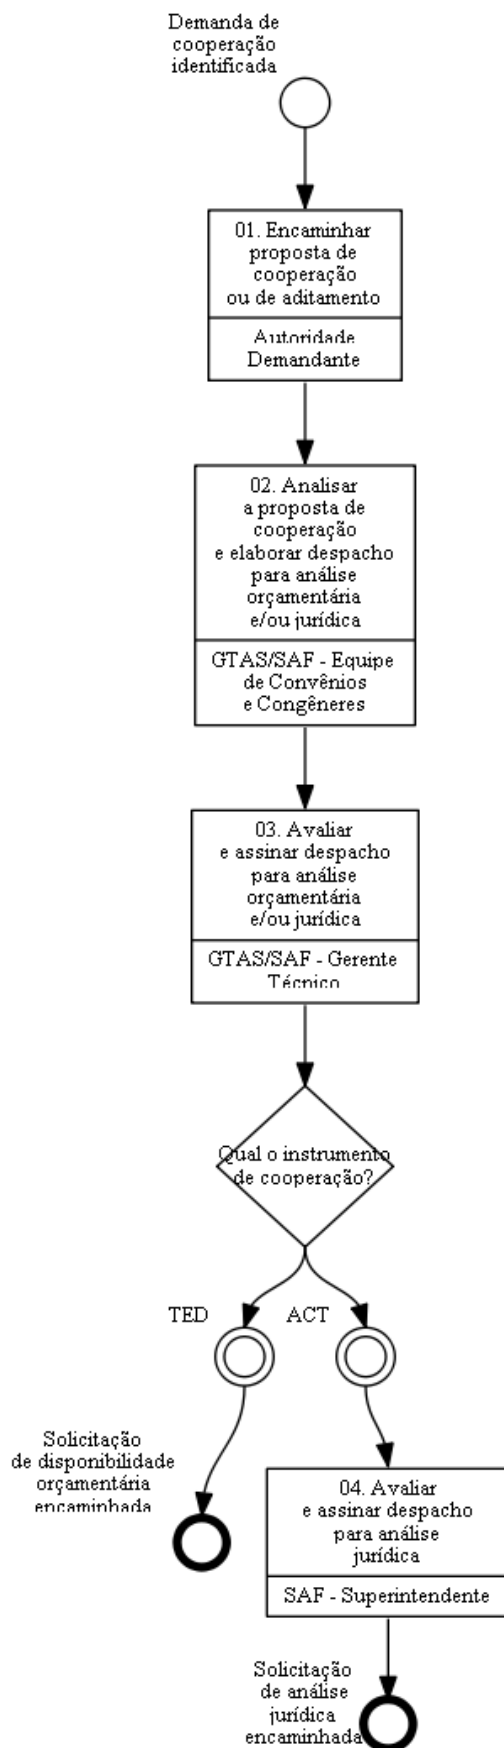 Demanda de
cooperação
identificada
01. Encaminhar
proposta de
cooperação
ou de aditamento
Autoridade
Demandante
02. Analisar
a proposta de
cooperação
e elaborar despacho
para análise
orçamentária
e/ou jurídica
GTAS/SAF - Equipe
de Convênios
e Congêneres
03. Avaliar
e assinar despacho
para análise
orçamentária
e/ou jurídica
GTAS/SAF - Gerente
Técnico
Qual o instrumento
de cooperação?
TED
ACT
Solicitação
de disponibilidade
orçamentária
encaminhada
04. Avaliar
e assinar despacho
para análise
jurídica
SAF - Superintendente
Solicitação
de análise
jurídica
encaminhada